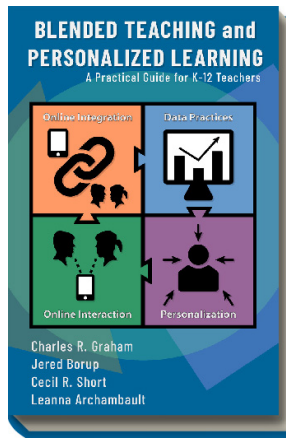 BLENDED TEACHING and
PERSONALIZED LEARNING
A Practical Guide for K-12 Teachers
Online Integration
Data Practices
Online Interaction
Personalization
Charles R. Graham
Jered Borup
Cecil R. Short
Leanna Archambault